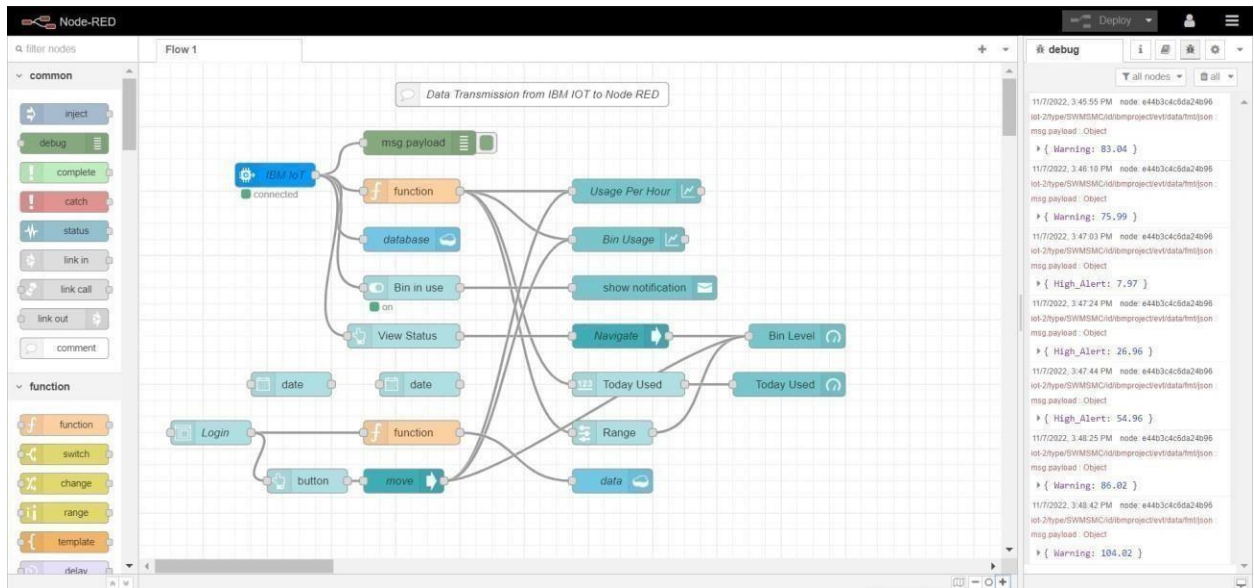 Node-RED
Deploy
filter nodes
Flow 1
debug
i
all nodes
all
common
inject
debug
complete
catch
status
link in
link call
link out
comment
function
function
switch
change
range
template
delay
Data Transmission from IBM IOT to Node RED
msg.payload
IBM IoT
connected
function
Usage Per Hour
database
Bin Usage
Bin in use
on
show notification
View Status
Navigate
Bin Level
date
date
123
Today Used
Today Used
Login
function
Range
button
move
data
11/7/2022, 3:45:55 PM node: e44b3c4c6da24b96
iot-2/type/SWMSMC/id/ibmproject/evt/data/fmt/json :
msg.payload : Object
{ Warning: 83.04 }
11/7/2022, 3:46:10 PM node: e44b3c4c6da24b96
iot-2/type/SWMSMC/id/ibmproject/evt/data/fmt/json :
msg.payload : Object
{ Warning: 75.99 }
11/7/2022, 3:47:03 PM node: e44b3c4c6da24b96
iot-2/type/SWMSMC/id/ibmproject/evt/data/fmt/json :
msg.payload : Object
{ High_Alert: 7.97 }
11/7/2022, 3:47:24 PM node: e44b3c4c6da24b96
iot-2/type/SWMSMC/id/ibmproject/evt/data/fmt/json :
msg.payload : Object
{ High_Alert: 26.96 }
11/7/2022, 3:47:44 PM node: e44b3c4c6da24b96
iot-2/type/SWMSMC/id/ibmproject/evt/data/fmt/json :
msg.payload : Object
{ High_Alert: 54.96 }
11/7/2022, 3:48:25 PM node: e44b3c4c6da24b96
iot-2/type/SWMSMC/id/ibmproject/evt/data/fmt/json :
msg.payload : Object
{ Warning: 86.02 }
11/7/2022, 3:48:42 PM node: e44b3c4c6da24b96
iot-2/type/SWMSMC/id/ibmproject/evt/data/fmt/json :
msg.payload : Object
{ Warning: 104.02 }